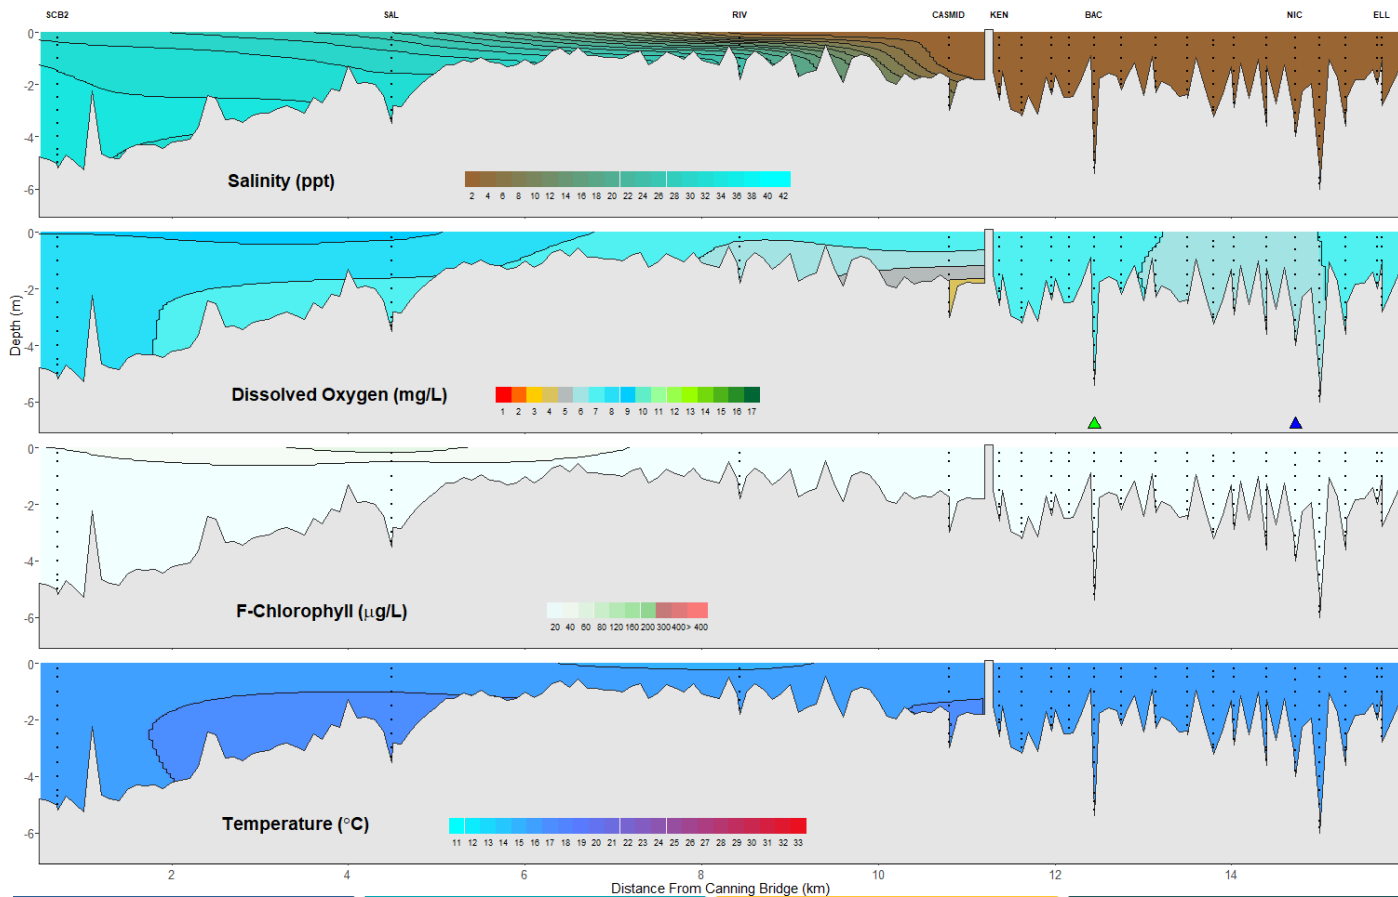 SCB2 SAL RIV CASMID KEN BAC NIC ELL
0
-2
-4
-6
Salinity (ppt)
2 4 6 8 10 12 14 16 18 20 22 24 26 28 30 32 34 36 38 40 42
0
-2
-4
-6
Depth (m)
Dissolved Oxygen (mg/L)
1 2 3 4 5 6 7 8 9 10 11 12 13 14 15 16 17
0
-2
-4
-6
F-Chlorophyll (μg/L)
20 40 60 80 120 160 200 300 400 > 400
0
-2
-4
-6
Temperature (°C)
11 12 13 14 15 16 17 18 19 20 21 22 23 24 25 26 27 28 29 30 31 32 33
2 4 6 8 10 12 14
Distance From Canning Bridge (km)